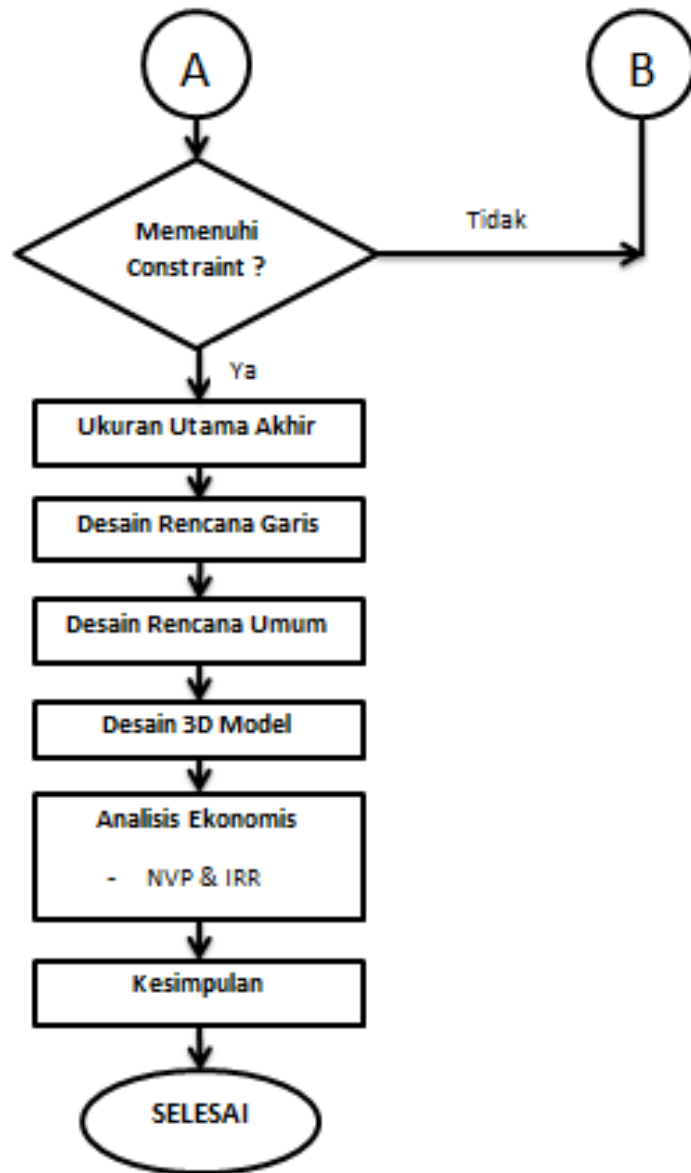 A
B
Memenuhi
Constraint ?
Tidak
Ya
Ukuran Utama Akhir
Desain Rencana Garis
Desain Rencana Umum
Desain 3D Model
Analisis Ekonomis
- NVP & IRR
Kesimpulan
SELESAI